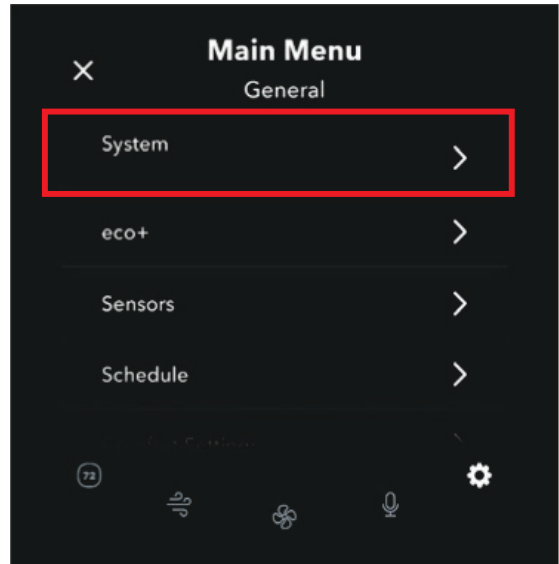 Main Menu
General
System
eco+
Sensors
Schedule
72